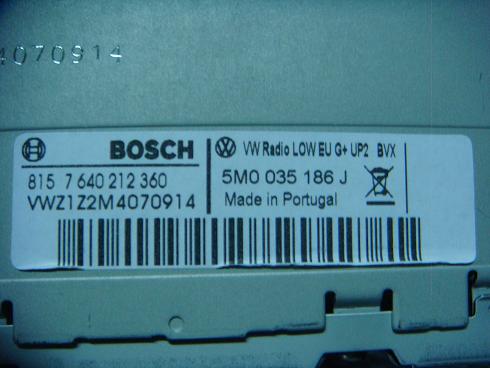 4070914
BOSCH
VW Radio LOW EU G+ UP2 BVX
815 7 640 212 360
5M0 035 186 J
VWZ1Z2M4070914
Made in Portugal